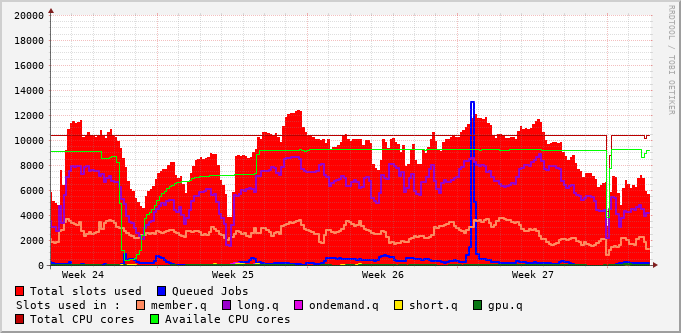 20000
18000
16000
14000
12000
10000
8000
6000
4000
2000
0
Week 24 Week 25 Week 26 Week 27
RRDTOOL / TOBI OETIKER
Total slots used Queued Jobs
Slots used in : member.q long.q ondemand.q short.q gpu.q
Total CPU cores Availale CPU cores